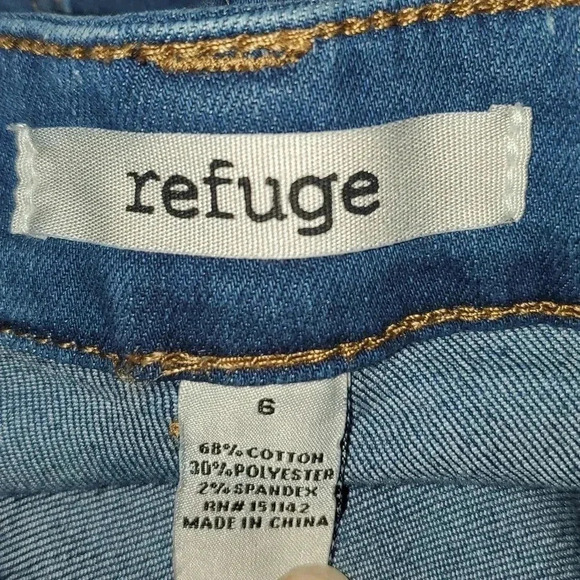 refuge
6
68% COTTON
30% POLYESTER
2% SPANDEX
RN# 151142
MADE IN CHINA